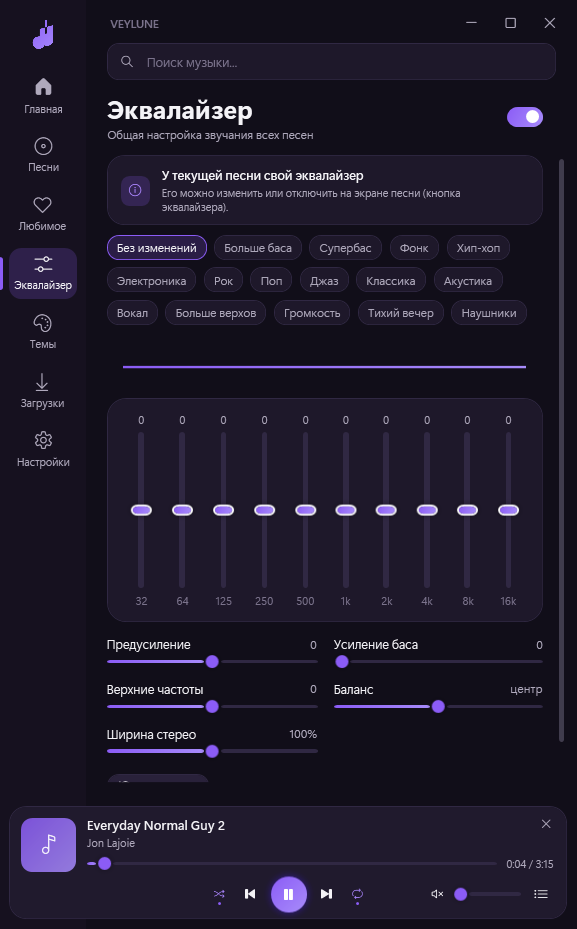 VEYLUNE
Поиск музыки...
Главная
Песни
Любимое
Эквалайзер
Темы
Загрузки
Настройки
Эквалайзер
Общая настройка звучания всех песен
У текущей песни свой эквалайзер
Его можно изменить или отключить на экране песни (кнопка
эквалайзера).
Без изменений Больше баса Супербас Фонк Хип-хоп
Электроника Рок Поп Джаз Классика Акустика
Вокал Больше верхов Громкость Тихий вечер Наушники
0 0 0 0 0 0 0 0 0 0
32 64 125 250 500 1k 2k 4k 8k 16k
Предусиление 0 Усиление баса 0
Верхние частоты 0 Баланс центр
Ширина стерео 100%
Everyday Normal Guy 2
Jon Lajoie
0:04 / 3:15